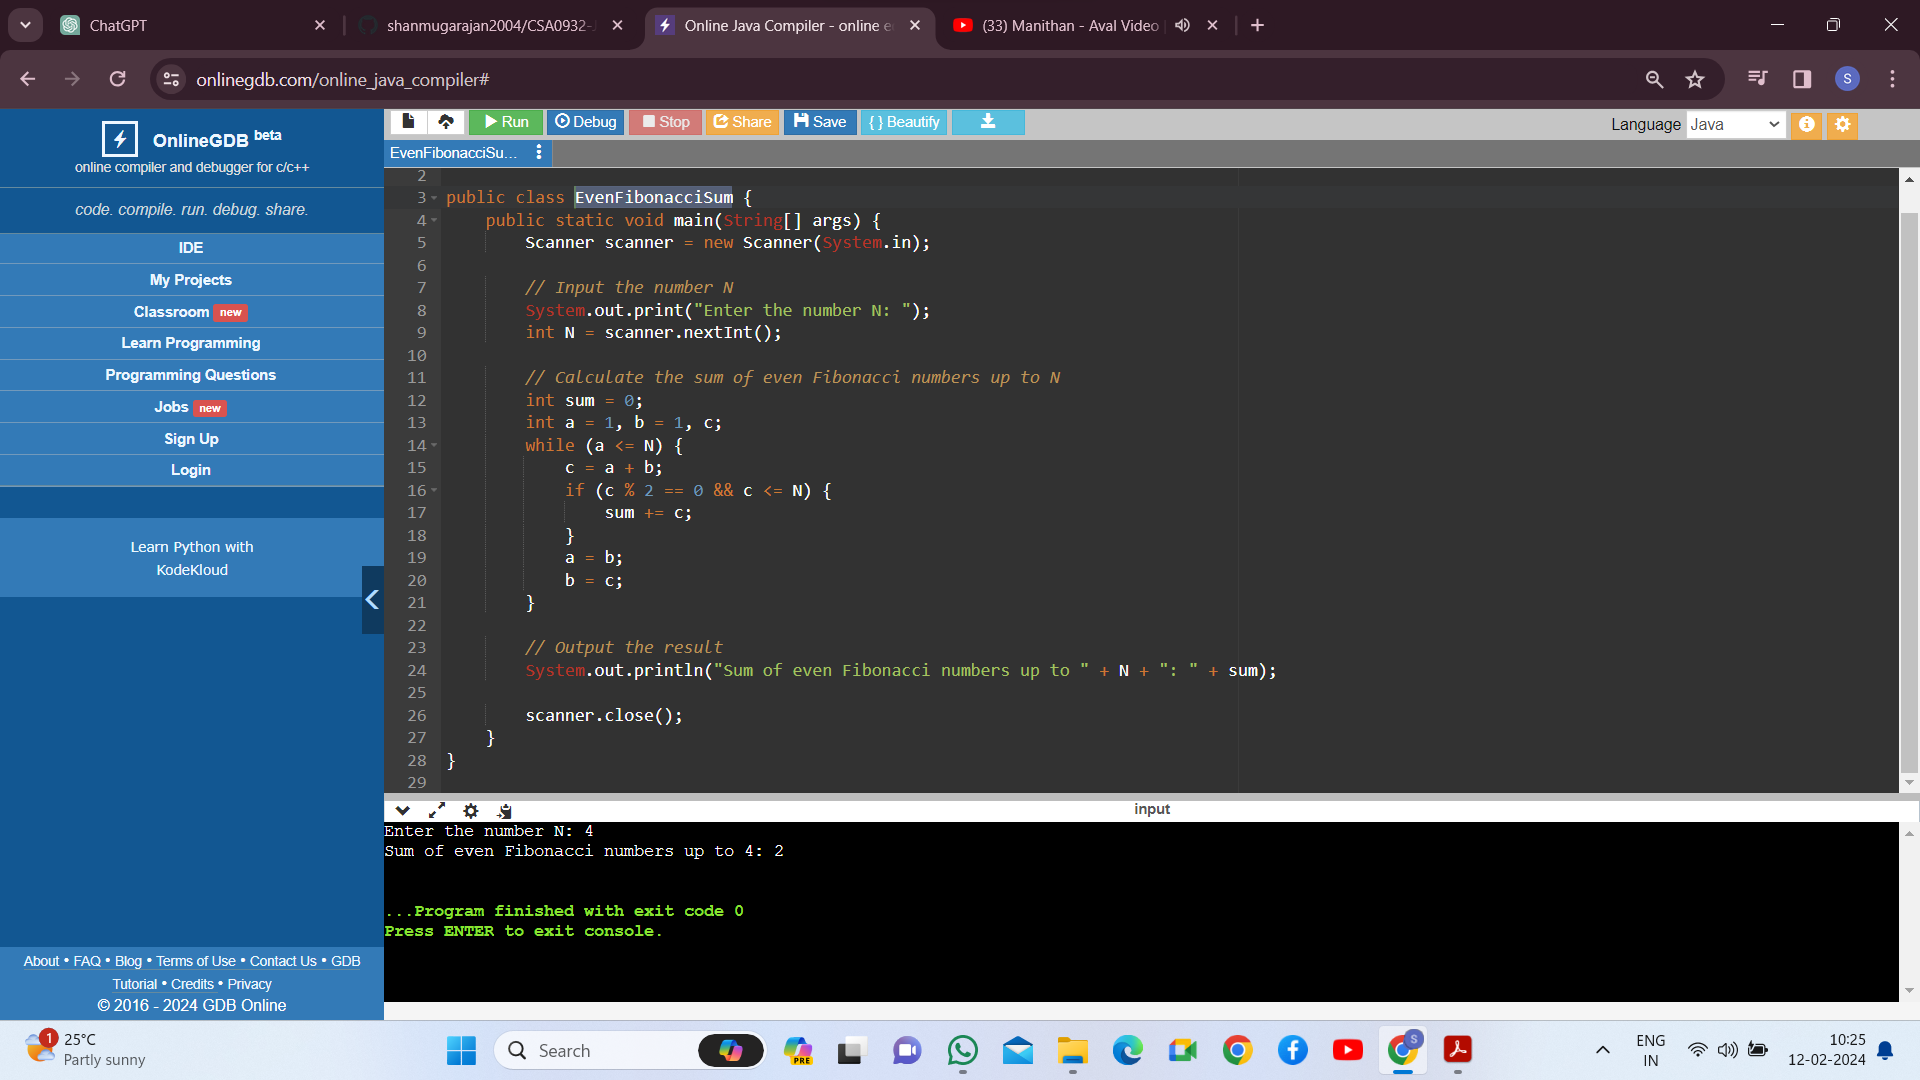 ChatGPT
shanmugarajan2004/CSA0932-
Online Java Compiler - online e
(33) Manithan - Aval Video
onlinegdb.com/online_java_compiler#
S
OnlineGDB beta
online compiler and debugger for c/c++
code. compile. run. debug. share.
IDE
My Projects
Classroom new
Learn Programming
Programming Questions
Jobs new
Sign Up
Login
Learn Python with
KodeKloud
About • FAQ • Blog • Terms of Use • Contact Us • GDB
Tutorial • Credits • Privacy
© 2016 - 2024 GDB Online
Run Debug Stop Share Save { } Beautify
Language Java
EvenFibonacciSu...
2
3 public class EvenFibonacciSum {
4 public static void main(String[] args) {
5 Scanner scanner = new Scanner(System.in);
6
7 // Input the number N
8 System.out.print("Enter the number N: ");
9 int N = scanner.nextInt();
10
11 // Calculate the sum of even Fibonacci numbers up to N
12 int sum = 0;
13 int a = 1, b = 1, c;
14 while (a <= N) {
15 c = a + b;
16 if (c % 2 == 0 && c <= N) {
17 sum += c;
18 }
19 a = b;
20 b = c;
21 }
22
23 // Output the result
24 System.out.println("Sum of even Fibonacci numbers up to " + N + ": " + sum);
25
26 scanner.close();
27 }
28 }
29
input
Enter the number N: 4
Sum of even Fibonacci numbers up to 4: 2
...Program finished with exit code 0
Press ENTER to exit console.
1
25°C
Partly sunny
Search
PRE
S
ENG
IN
10:25
12-02-2024